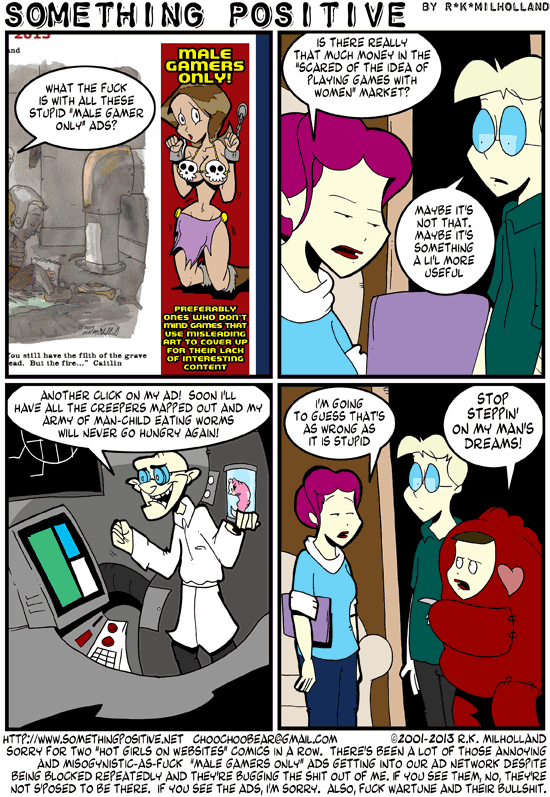 SOMETHING POSITIVE BY R*K*MILHOLLAND
2013
and
WHAT THE FUCK
IS WITH ALL THESE
STUPID "MALE GAMER
ONLY" ADS?
MALE
GAMERS
ONLY!
PREFERABLY
ONES WHO DON'T
MIND GAMES THAT
USE MISLEADING
ART TO COVER UP
FOR THEIR LACK
OF INTERESTING
CONTENT
You still have the filth of the grave
ead. But the fire..." Caitlin
IS THERE REALLY
THAT MUCH MONEY IN THE
"SCARED OF THE IDEA OF
PLAYING GAMES WITH
WOMEN" MARKET?
MAYBE IT'S
NOT THAT.
MAYBE IT'S
SOMETHING
A LI'L MORE
USEFUL
ANOTHER CLICK ON MY AD! SOON I'LL
HAVE ALL THE CREEPERS MAPPED OUT AND MY
ARMY OF MAN-CHILD EATING WORMS
WILL NEVER GO HUNGRY AGAIN!
I'M GOING
TO GUESS THAT'S
AS WRONG AS
IT IS STUPID
STOP
STEPPIN'
ON MY MAN'S
DREAMS!
HTTP://WWW.SOMETHINGPOSITIVE.NET CHOOCHOOBEAR@GMAIL.COM ©2001-2013 R.K. MILHOLLAND
SORRY FOR TWO "HOT GIRLS ON WEBSITES" COMICS IN A ROW. THERE'S BEEN A LOT OF THOSE ANNOYING
AND MISOGYNISTIC-AS-FUCK "MALE GAMERS ONLY" ADS GETTING INTO OUR AD NETWORK DESPITE
BEING BLOCKED REPEATEDLY AND THEY'RE BUGGING THE SHIT OUT OF ME. IF YOU SEE THEM, NO, THEY'RE
NOT S'POSED TO BE THERE. IF YOU SEE THE ADS, I'M SORRY. ALSO, FUCK WARTUNE AND THEIR BULLSHIT.